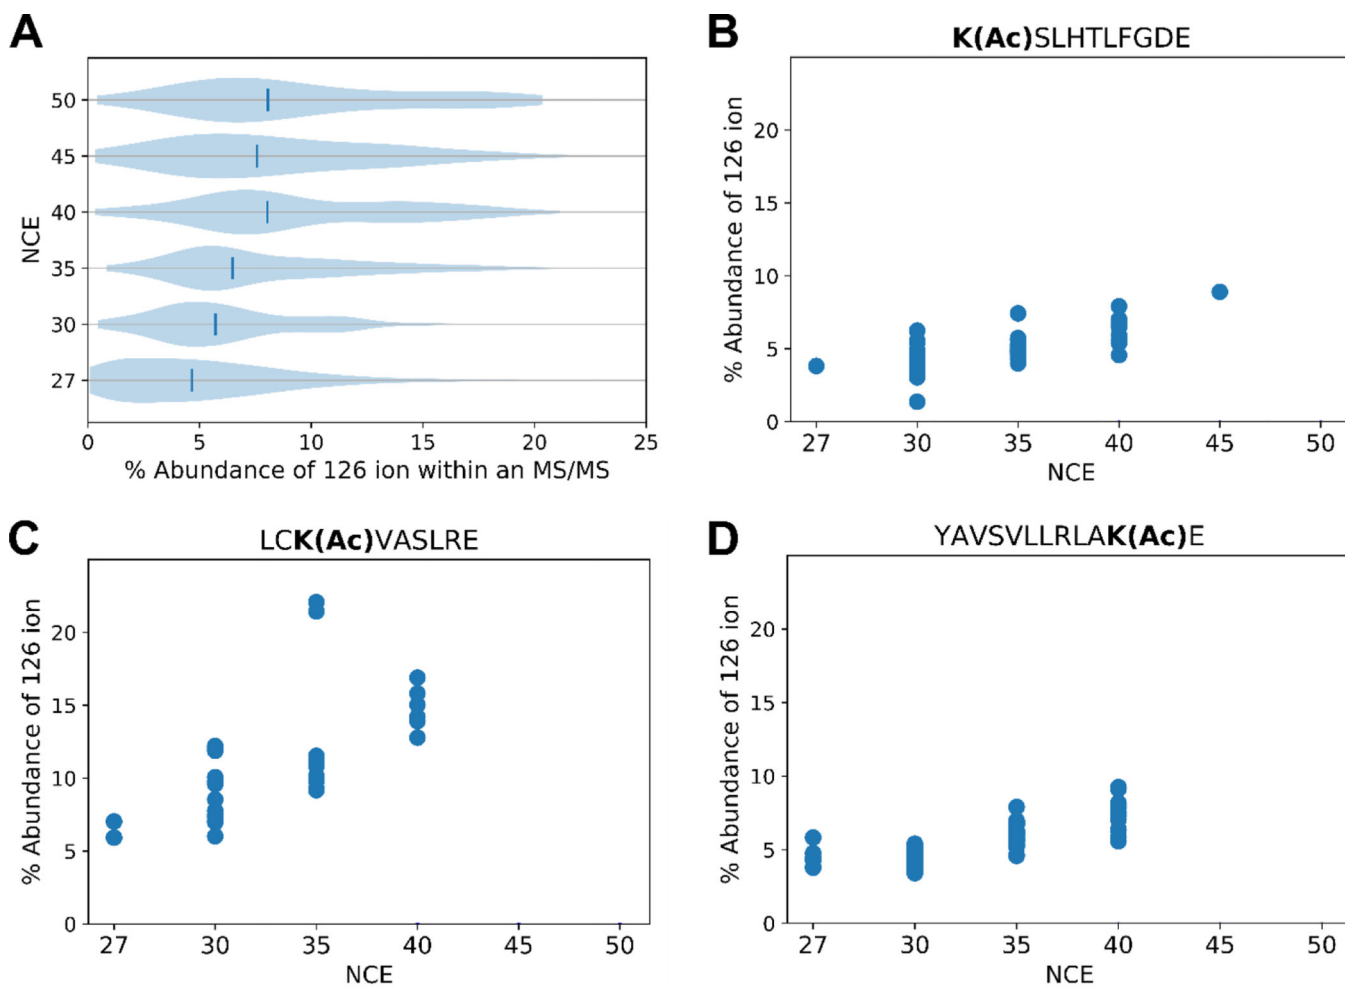 A
NCE
50
45
40
35
30
27
0 5 10 15 20 25
% Abundance of 126 ion within an MS/MS
B
K(Ac)SLHTLFGDE
% Abundance of 126 ion
20
15
10
5
0
27 30 35 40 45 50
NCE
C
LCK(Ac)VASLRE
% Abundance of 126 ion
20
15
10
5
0
27 30 35 40 45 50
NCE
D
YAVSVLLRLAK(Ac)E
% Abundance of 126 ion
20
15
10
5
0
27 30 35 40 45 50
NCE